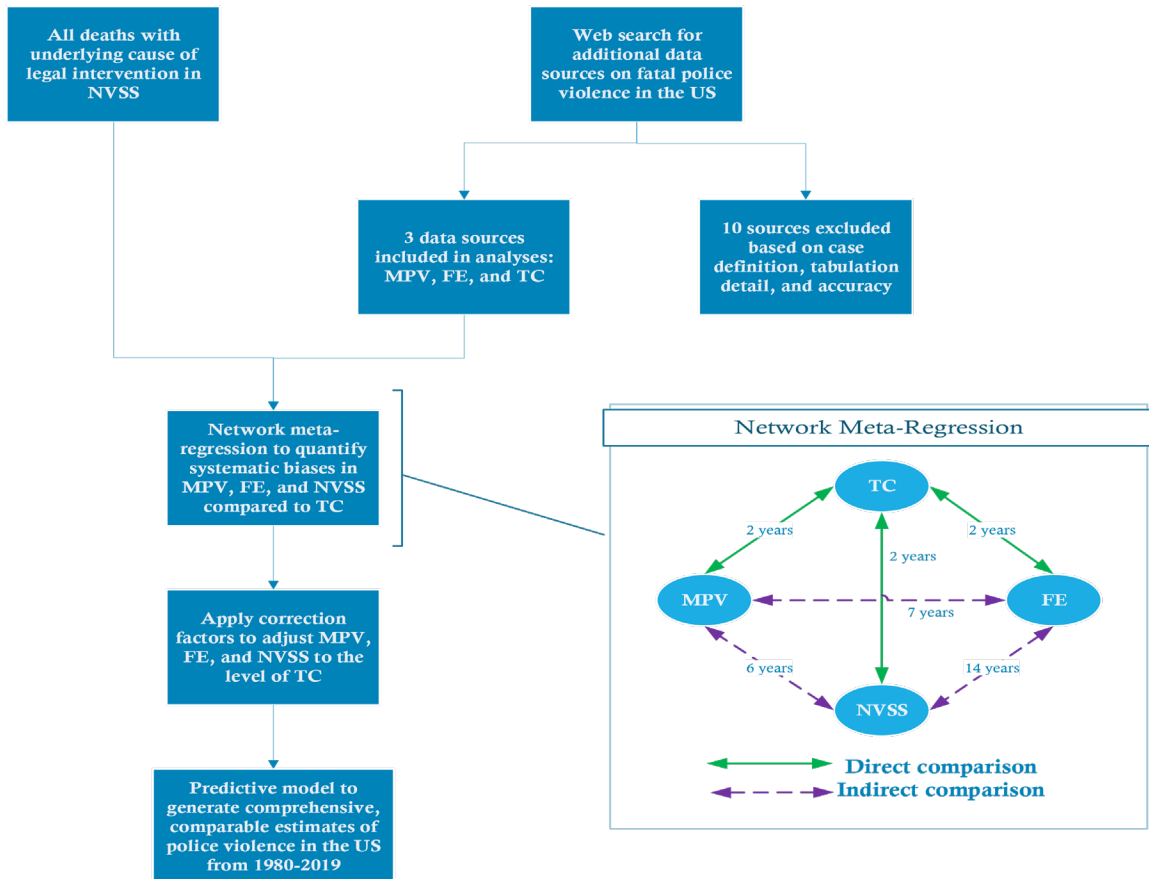 All deaths with
underlying cause of
legal intervention in
NVSS
Web search for
additional data
sources on fatal police
violence in the US
3 data sources
included in analyses:
MPV, FE, and TC
10 sources excluded
based on case
definition, tabulation
detail, and accuracy
Network meta-
regression to quantify
systematic biases in
MPV, FE, and NVSS
compared to TC
Apply correction
factors to adjust MPV,
FE, and NVSS to the
level of TC
Predictive model to
generate comprehensive,
comparable estimates of
police violence in the US
from 1980-2019
Network Meta-Regression
TC
2 years
2 years
2 years
MPV
FE
7 years
6 years
14 years
NVSS
Direct comparison
Indirect comparison